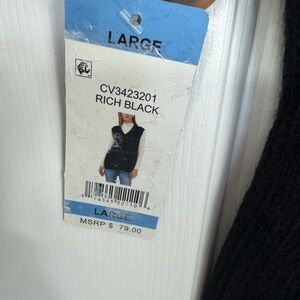 LARGE
CV3423201
RICH BLACK
LARGE
MSRP $ 79.00